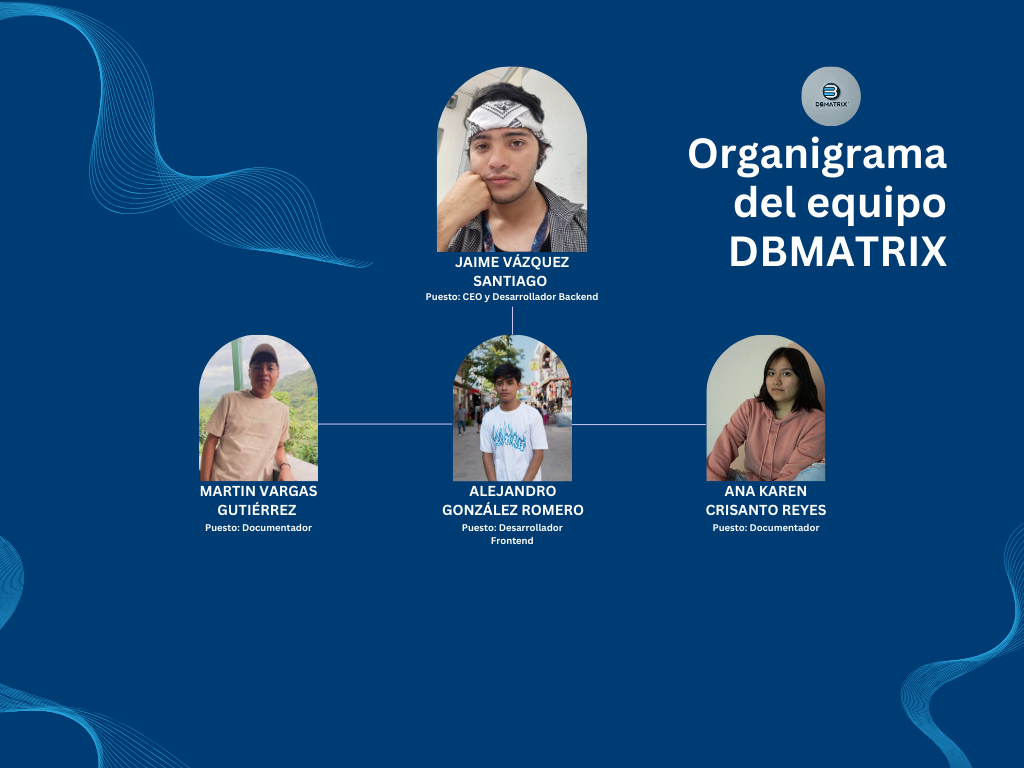 DBMATRIX
Organigrama
del equipo
DBMATRIX
JAIME VÁZQUEZ
SANTIAGO
Puesto: CEO y Desarrollador Backend
MARTIN VARGAS
GUTIÉRREZ
Puesto: Documentador
ALEJANDRO
GONZÁLEZ ROMERO
Puesto: Desarrollador
Frontend
ANA KAREN
CRISANTO REYES
Puesto: Documentador